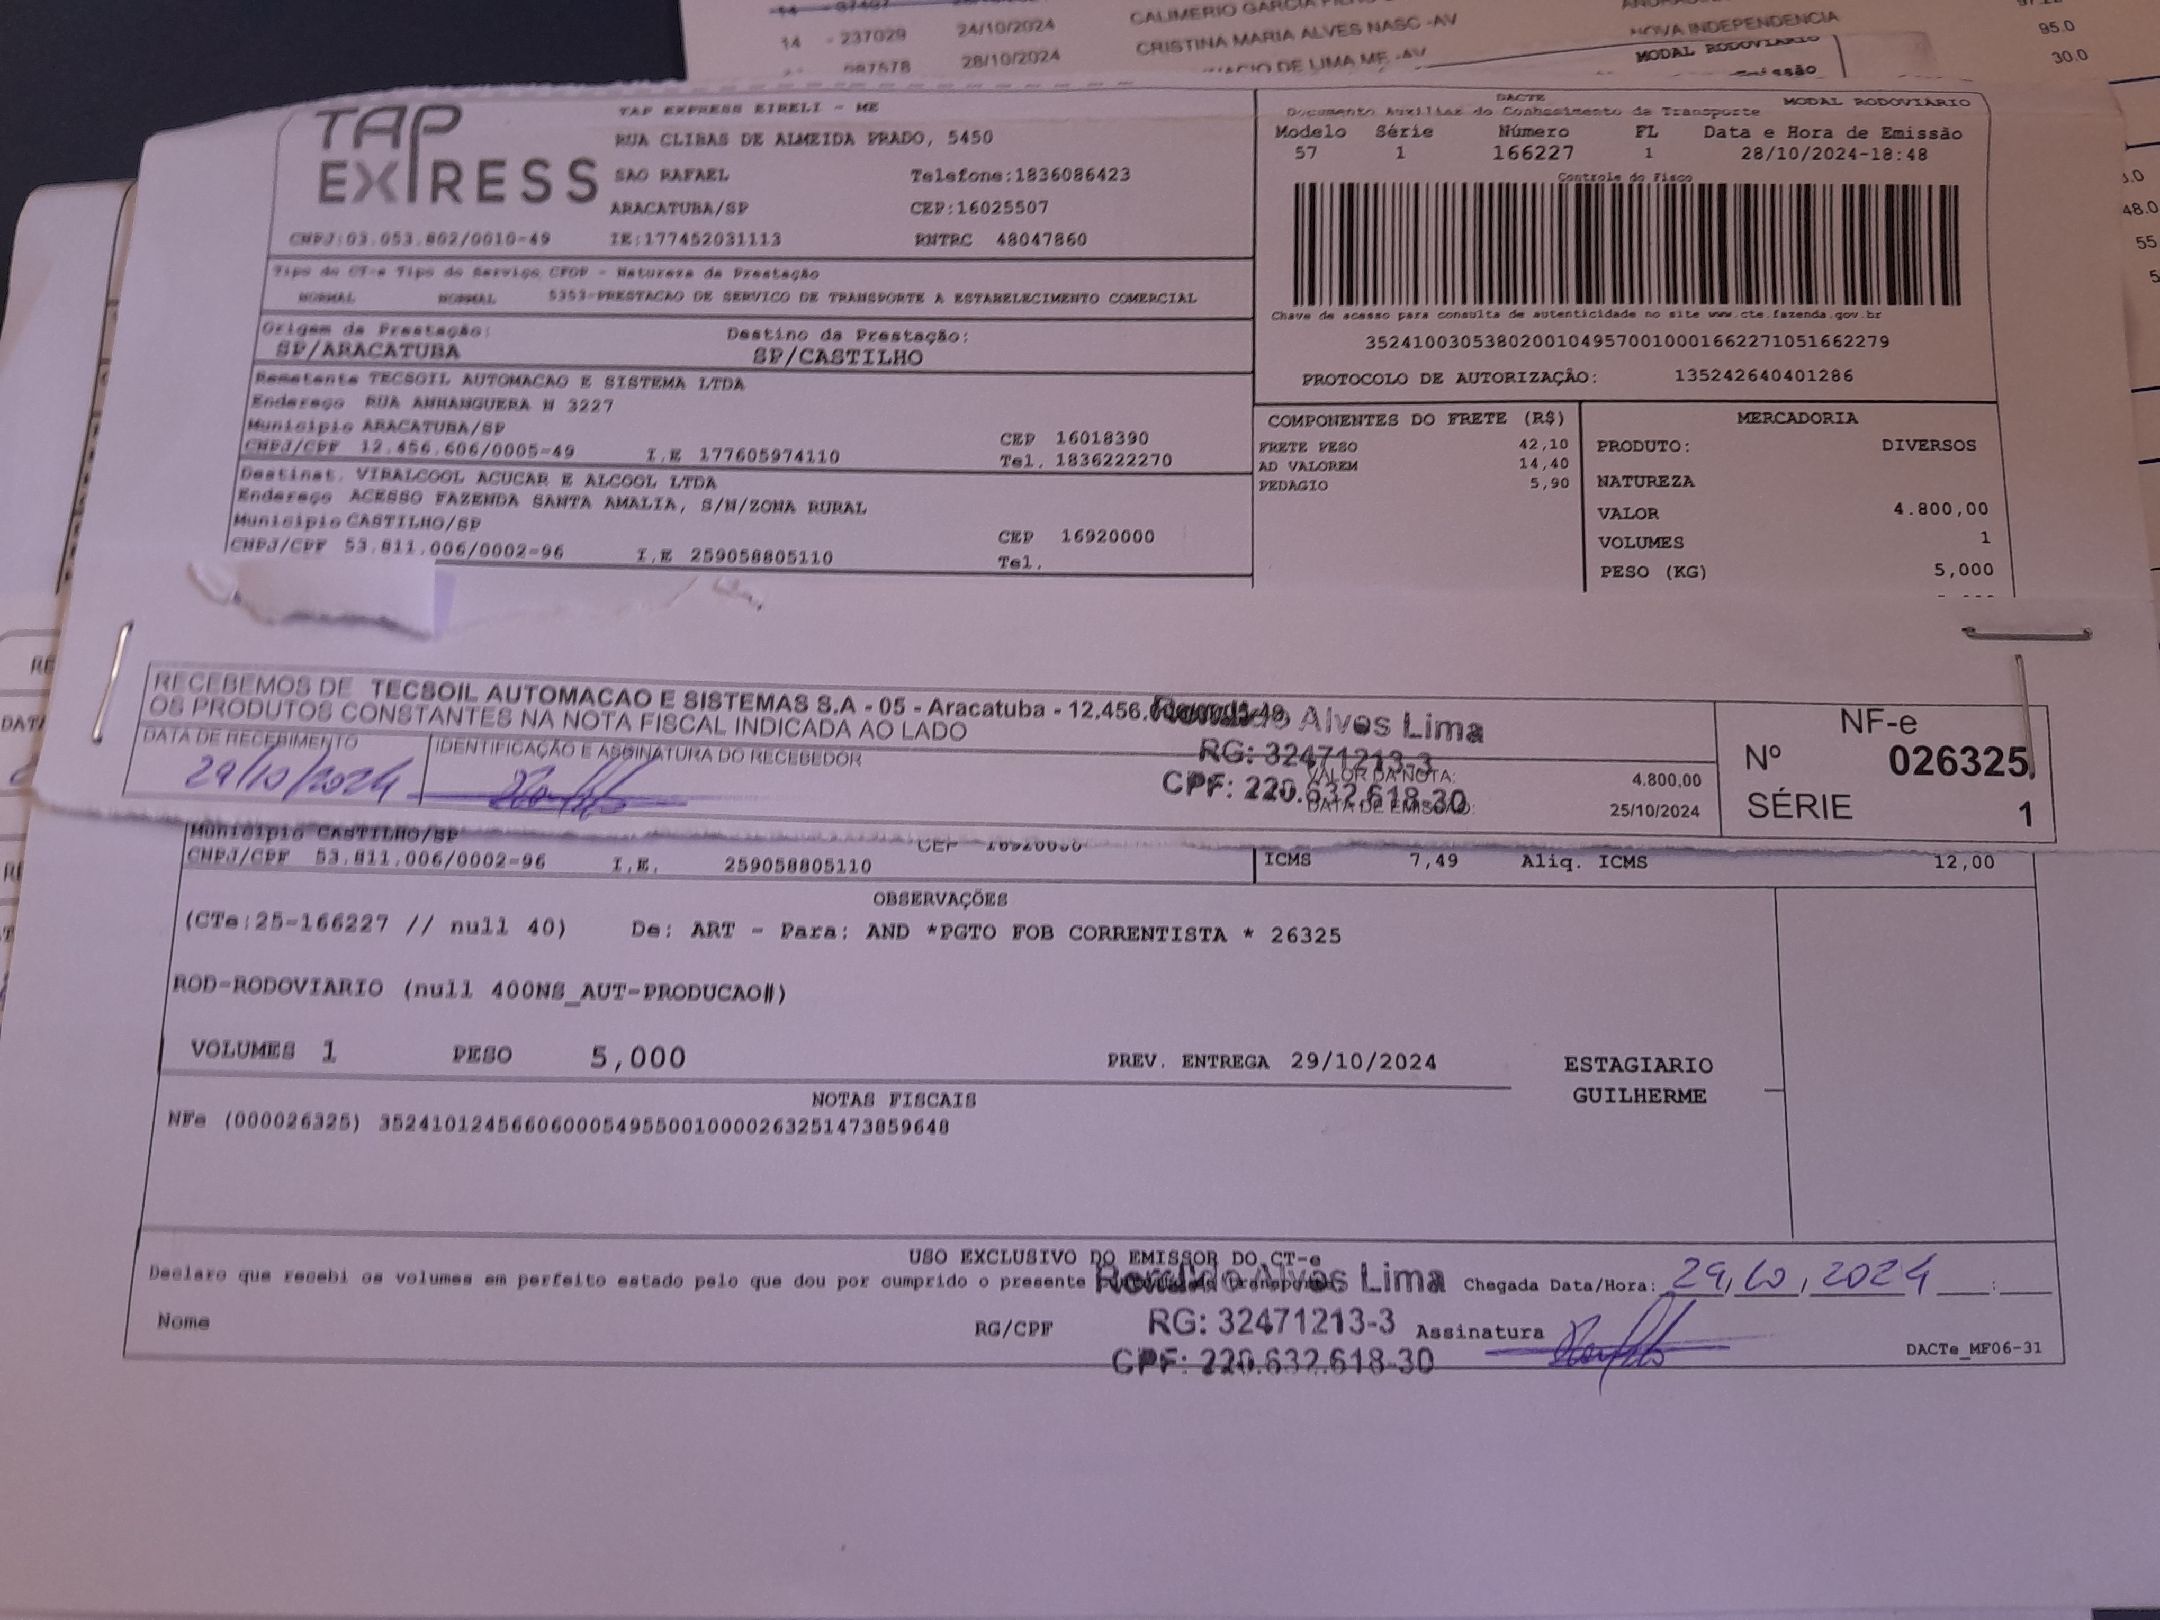 24/10/2024 CALIMERIO GARCIA
14 - 237029 28/10/2024 CRISTINA MARIA ALVES NASC -AV NOVA INDEPENDENCIA 95.0
DE LIMA ME -AV MODAL RODOVIARIO 30.0
TAP EXPRESS
TAP EXPRESS EIRELI - ME
RUA CLIBAS DE ALMEIDA PRADO, 5450
SAO RAFAEL Telefone:1836086423
ARACATUBA/SP CEP:16025507
CNPJ:03.053.802/0010-49 IE:177452031113 RNTRC 48047860
DACTE MODAL RODOVIARIO
Documento Auxiliar do Conhecimento de Transporte
Modelo Série Número FL Data e Hora de Emissão
57 1 166227 1 28/10/2024-18:48
Controle do Fisco
Chave de acesso para consulta de autenticidade no site www.cte.fazenda.gov.br
35241003053802001049570010001662271051662279
PROTOCOLO DE AUTORIZAÇÃO: 135242640401286
Tipo do CT-e Tipo do Serviço CFOP - Natureza da Prestação
NORMAL NORMAL 5353-PRESTACAO DE SERVICO DE TRANSPORTE A ESTABELECIMENTO COMERCIAL
Origem da Prestação: Destino da Prestação:
SP/ARACATUBA SP/CASTILHO
Remetente TECSOIL AUTOMACAO E SISTEMA LTDA
Endereço RUA ANHANGUERA N 3227
Município ARACATUBA/SP CEP 16018390
CNPJ/CPF 12.456.606/0005-49 I.E 177605974110 Tel. 1836222270
Destinat. VIRALCOOL ACUCAR E ALCOOL LTDA
Endereço ACESSO FAZENDA SANTA AMALIA, S/N/ZONA RURAL
Município CASTILHO/SP CEP 16920000
CNPJ/CPF 53.811.006/0002-96 I.E 259058805110 Tel.
COMPONENTES DO FRETE (R$)
FRETE PESO 42,10
AD VALOREM 14,40
PEDAGIO 5,90
MERCADORIA
PRODUTO: DIVERSOS
NATUREZA
VALOR 4.800,00
VOLUMES 1
PESO (KG) 5,000
RECEBEMOS DE TECSOIL AUTOMACAO E SISTEMAS S.A - 05 - Aracatuba - 12.456.
OS PRODUTOS CONSTANTES NA NOTA FISCAL INDICADA AO LADO
DATA DE RECEBIMENTO IDENTIFICAÇÃO E ASSINATURA DO RECEBEDOR
29/10/2024
Ronaldo Alves Lima
RG: 32471213-3
CPF: 220.632.618-30
VALOR DA NOTA: 4.800,00
DATA DE EMISSÃO: 25/10/2024
NF-e
Nº 026325
SÉRIE 1
Município CASTILHO/SP CEP 16920000
CNPJ/CPF 53.811.006/0002-96 I.E. 259058805110 ICMS 7,49 Aliq. ICMS 12,00
OBSERVAÇÕES
(CTe:25-166227 // null 40) De: ART - Para: AND *PGTO FOB CORRENTISTA * 26325
ROD-RODOVIARIO (null 400NS_AUT-PRODUCAO#)
VOLUMES 1 PESO 5,000 PREV. ENTREGA 29/10/2024 ESTAGIARIO
GUILHERME
NOTAS FISCAIS
NFe (000026325) 35241012456606000549550010000263251473859648
USO EXCLUSIVO DO EMISSOR DO CT-e
Declaro que recebi os volumes em perfeito estado pelo que dou por cumprido o presente Chegada Data/Hora: 29/10/2024
Ronaldo Alves Lima
Nome RG/CPF RG: 32471213-3 Assinatura
CPF: 220.632.618-30 DACTe_MF06-31